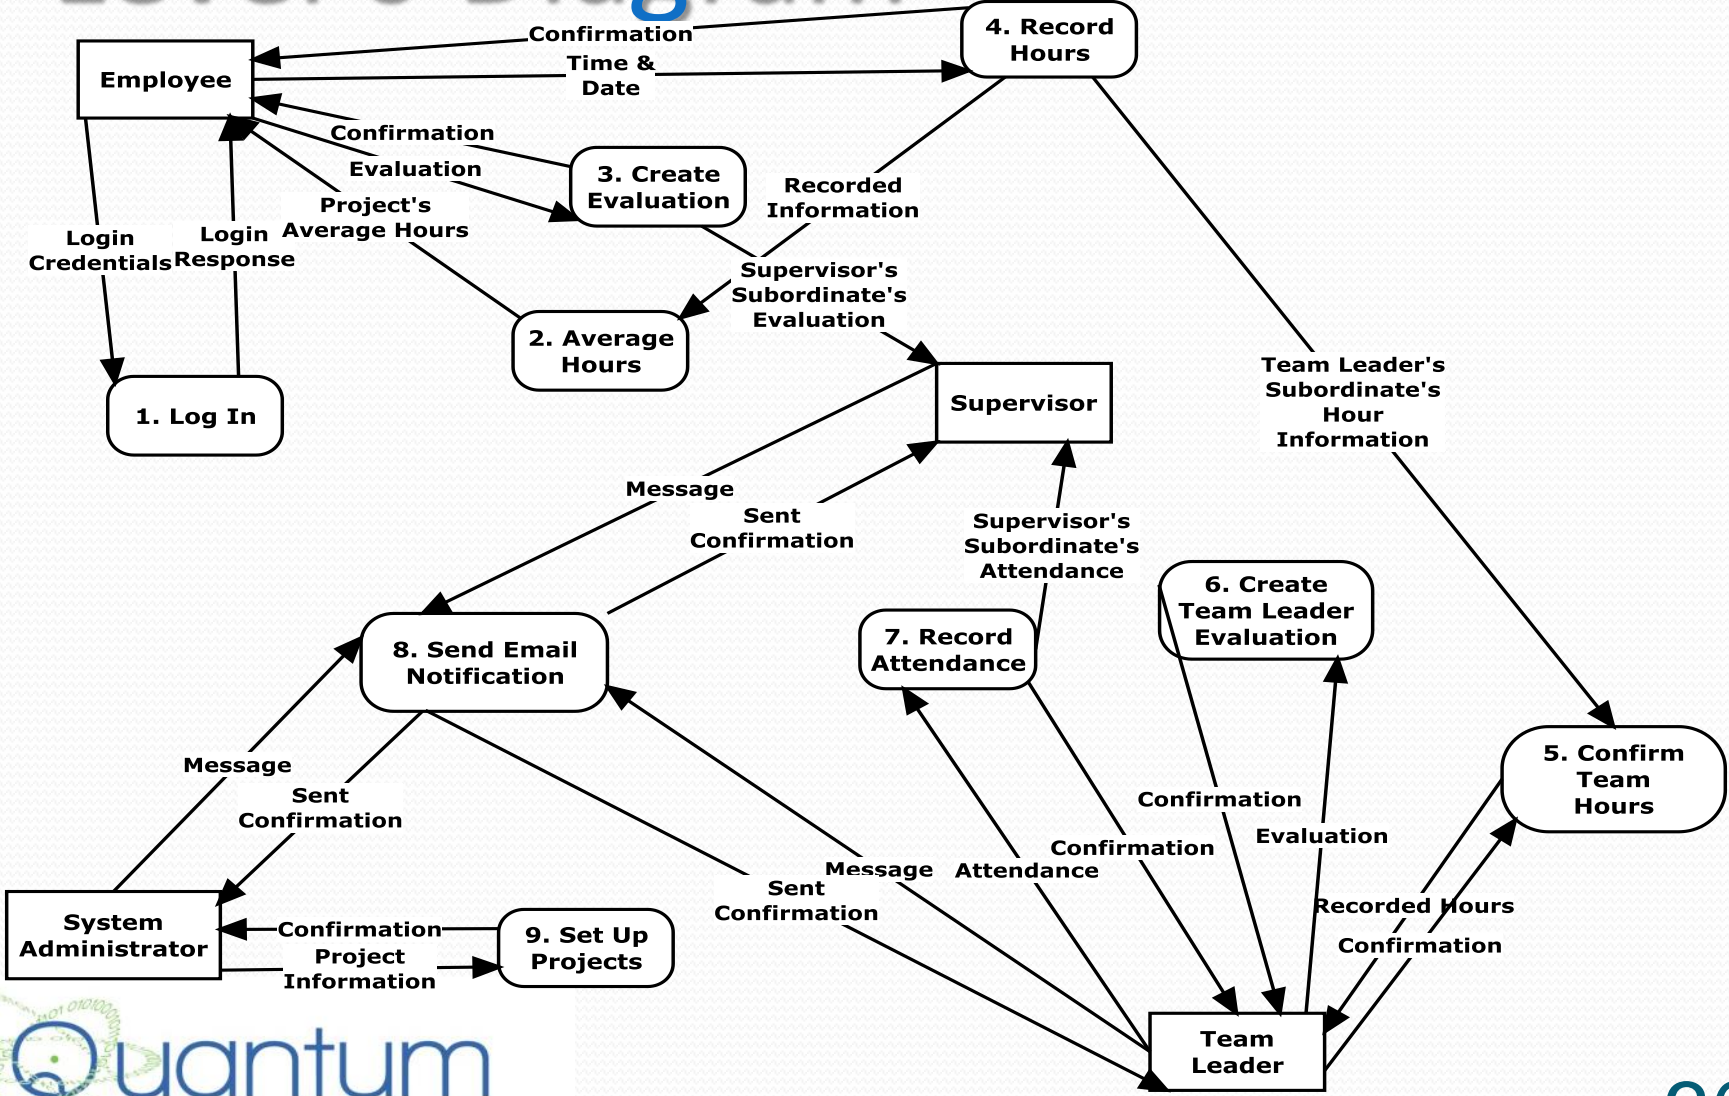 Level 0 Diagram
Confirmation
4. Record
Hours
Time &
Date
Employee
Confirmation
Evaluation
3. Create
Evaluation
Recorded
Information
Project's
Average Hours
Login
Credentials
Login
Response
Supervisor's
Subordinate's
Evaluation
2. Average
Hours
1. Log In
Supervisor
Team Leader's
Subordinate's
Hour
Information
Message
Sent
Confirmation
Supervisor's
Subordinate's
Attendance
6. Create
Team Leader
Evaluation
7. Record
Attendance
8. Send Email
Notification
5. Confirm
Team
Hours
Message
Sent
Confirmation
Confirmation
Evaluation
Confirmation
Message
Attendance
Sent
Confirmation
Recorded Hours
Confirmation
System
Administrator
Confirmation
Project
Information
9. Set Up
Projects
Team
Leader
Quantum